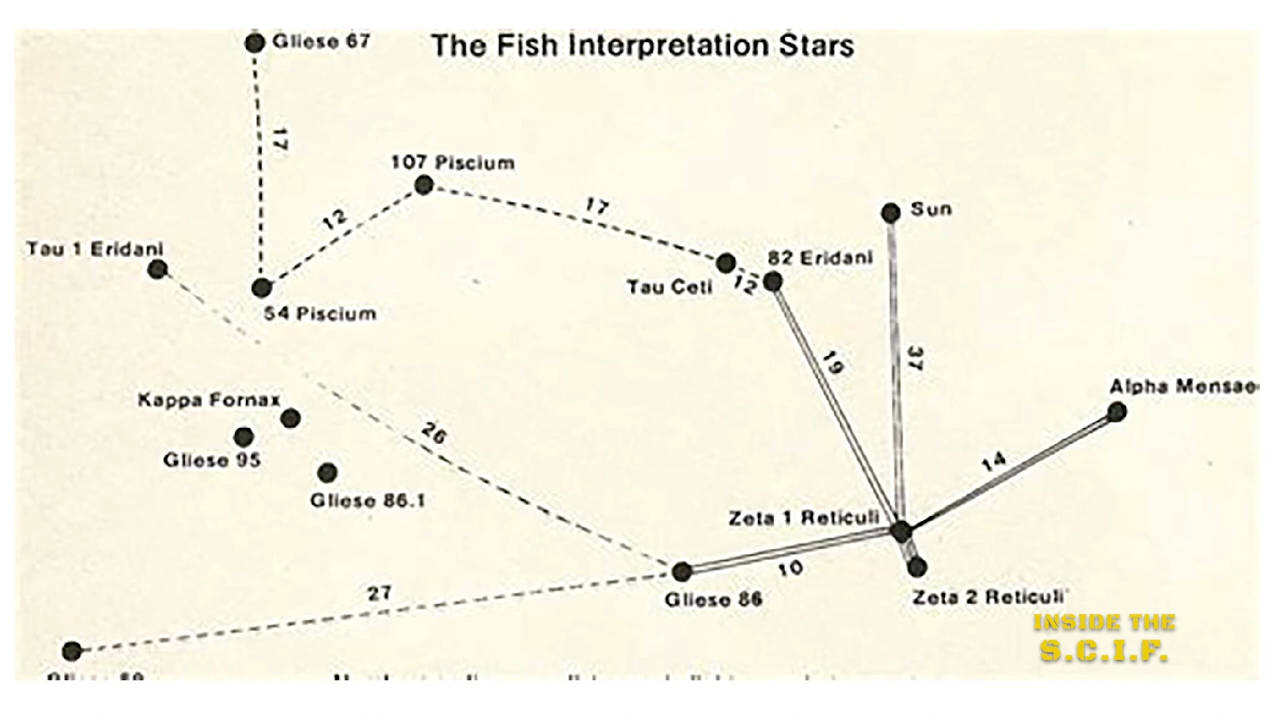 Gliese 67
The Fish Interpretation Stars
17
107 Piscium
12
17
Sun
Tau 1 Eridani
82 Eridani
Tau Ceti
12
54 Piscium
19
37
Alpha Mensae
Kappa Fornax
26
Gliese 95
14
Gliese 86.1
Zeta 1 Reticuli
10
27
Gliese 86
Zeta 2 Reticuli
INSIDE THE
S.C.I.F.